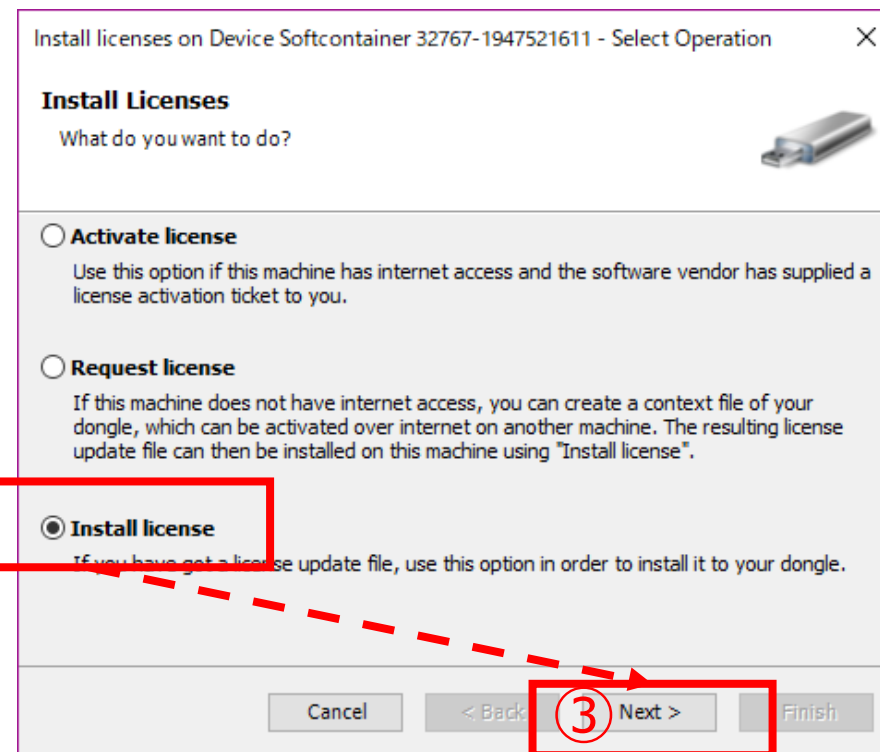 Install licenses on Device Softcontainer 32767-1947521611 - Select Operation
Install Licenses
What do you want to do?
Activate license
Use this option if this machine has internet access and the software vendor has supplied a
license activation ticket to you.
Request license
If this machine does not have internet access, you can create a context file of your
dongle, which can be activated over internet on another machine. The resulting license
update file can then be installed on this machine using "Install license".
Install license
If you have got a license update file, use this option in order to install it to your dongle.
Cancel < Back ③ Next > Finish